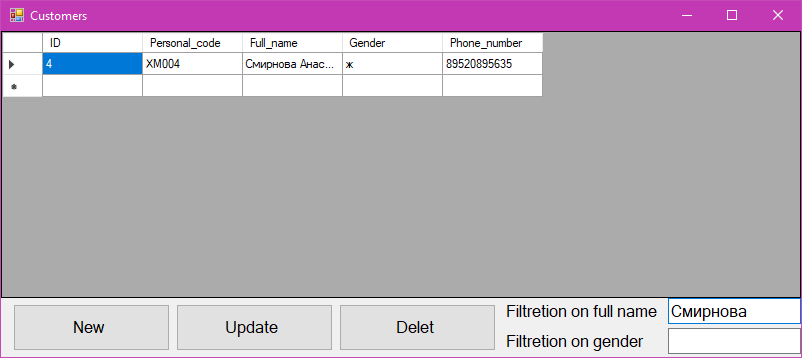 Customers
ID Personal_code Full_name Gender Phone_number
4 XM004 Смирнова Анас... ж 89520895635
New Update Delet Filtretion on full name Смирнова
Filtretion on gender